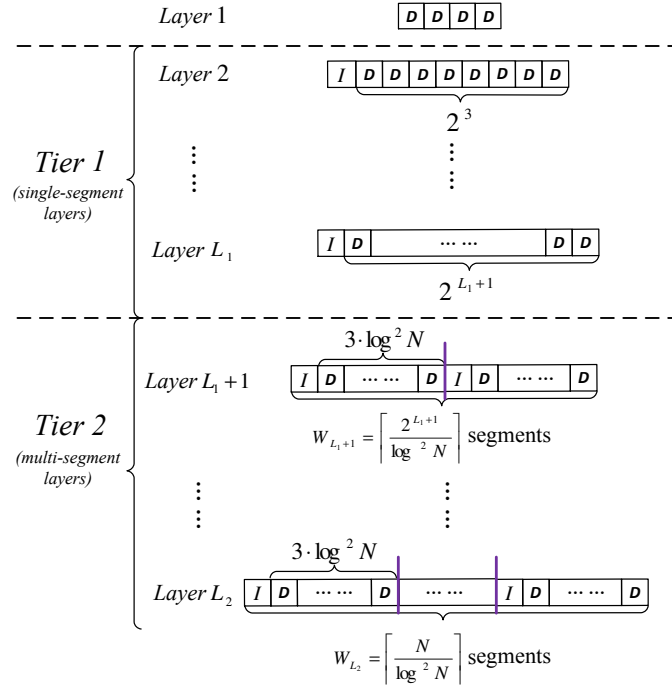 Layer 1
D D D D
Layer 2
I D D D D D D D D
2^3
Tier 1
(single-segment
layers)
...... ......
Layer L_1
I D ... ... D D
2^{L_1+1}
3·log^2 N
Layer L_1+1
I D ... ... D I D ... ... D
Tier 2
(multi-segment
layers)
W_{L_1+1} = ⌈2^{L_1+1} / log^2 N⌉ segments
...... ......
3·log^2 N
Layer L_2
I D ... ... D ... ... I D ... ... D
W_{L_2} = ⌈N / log^2 N⌉ segments